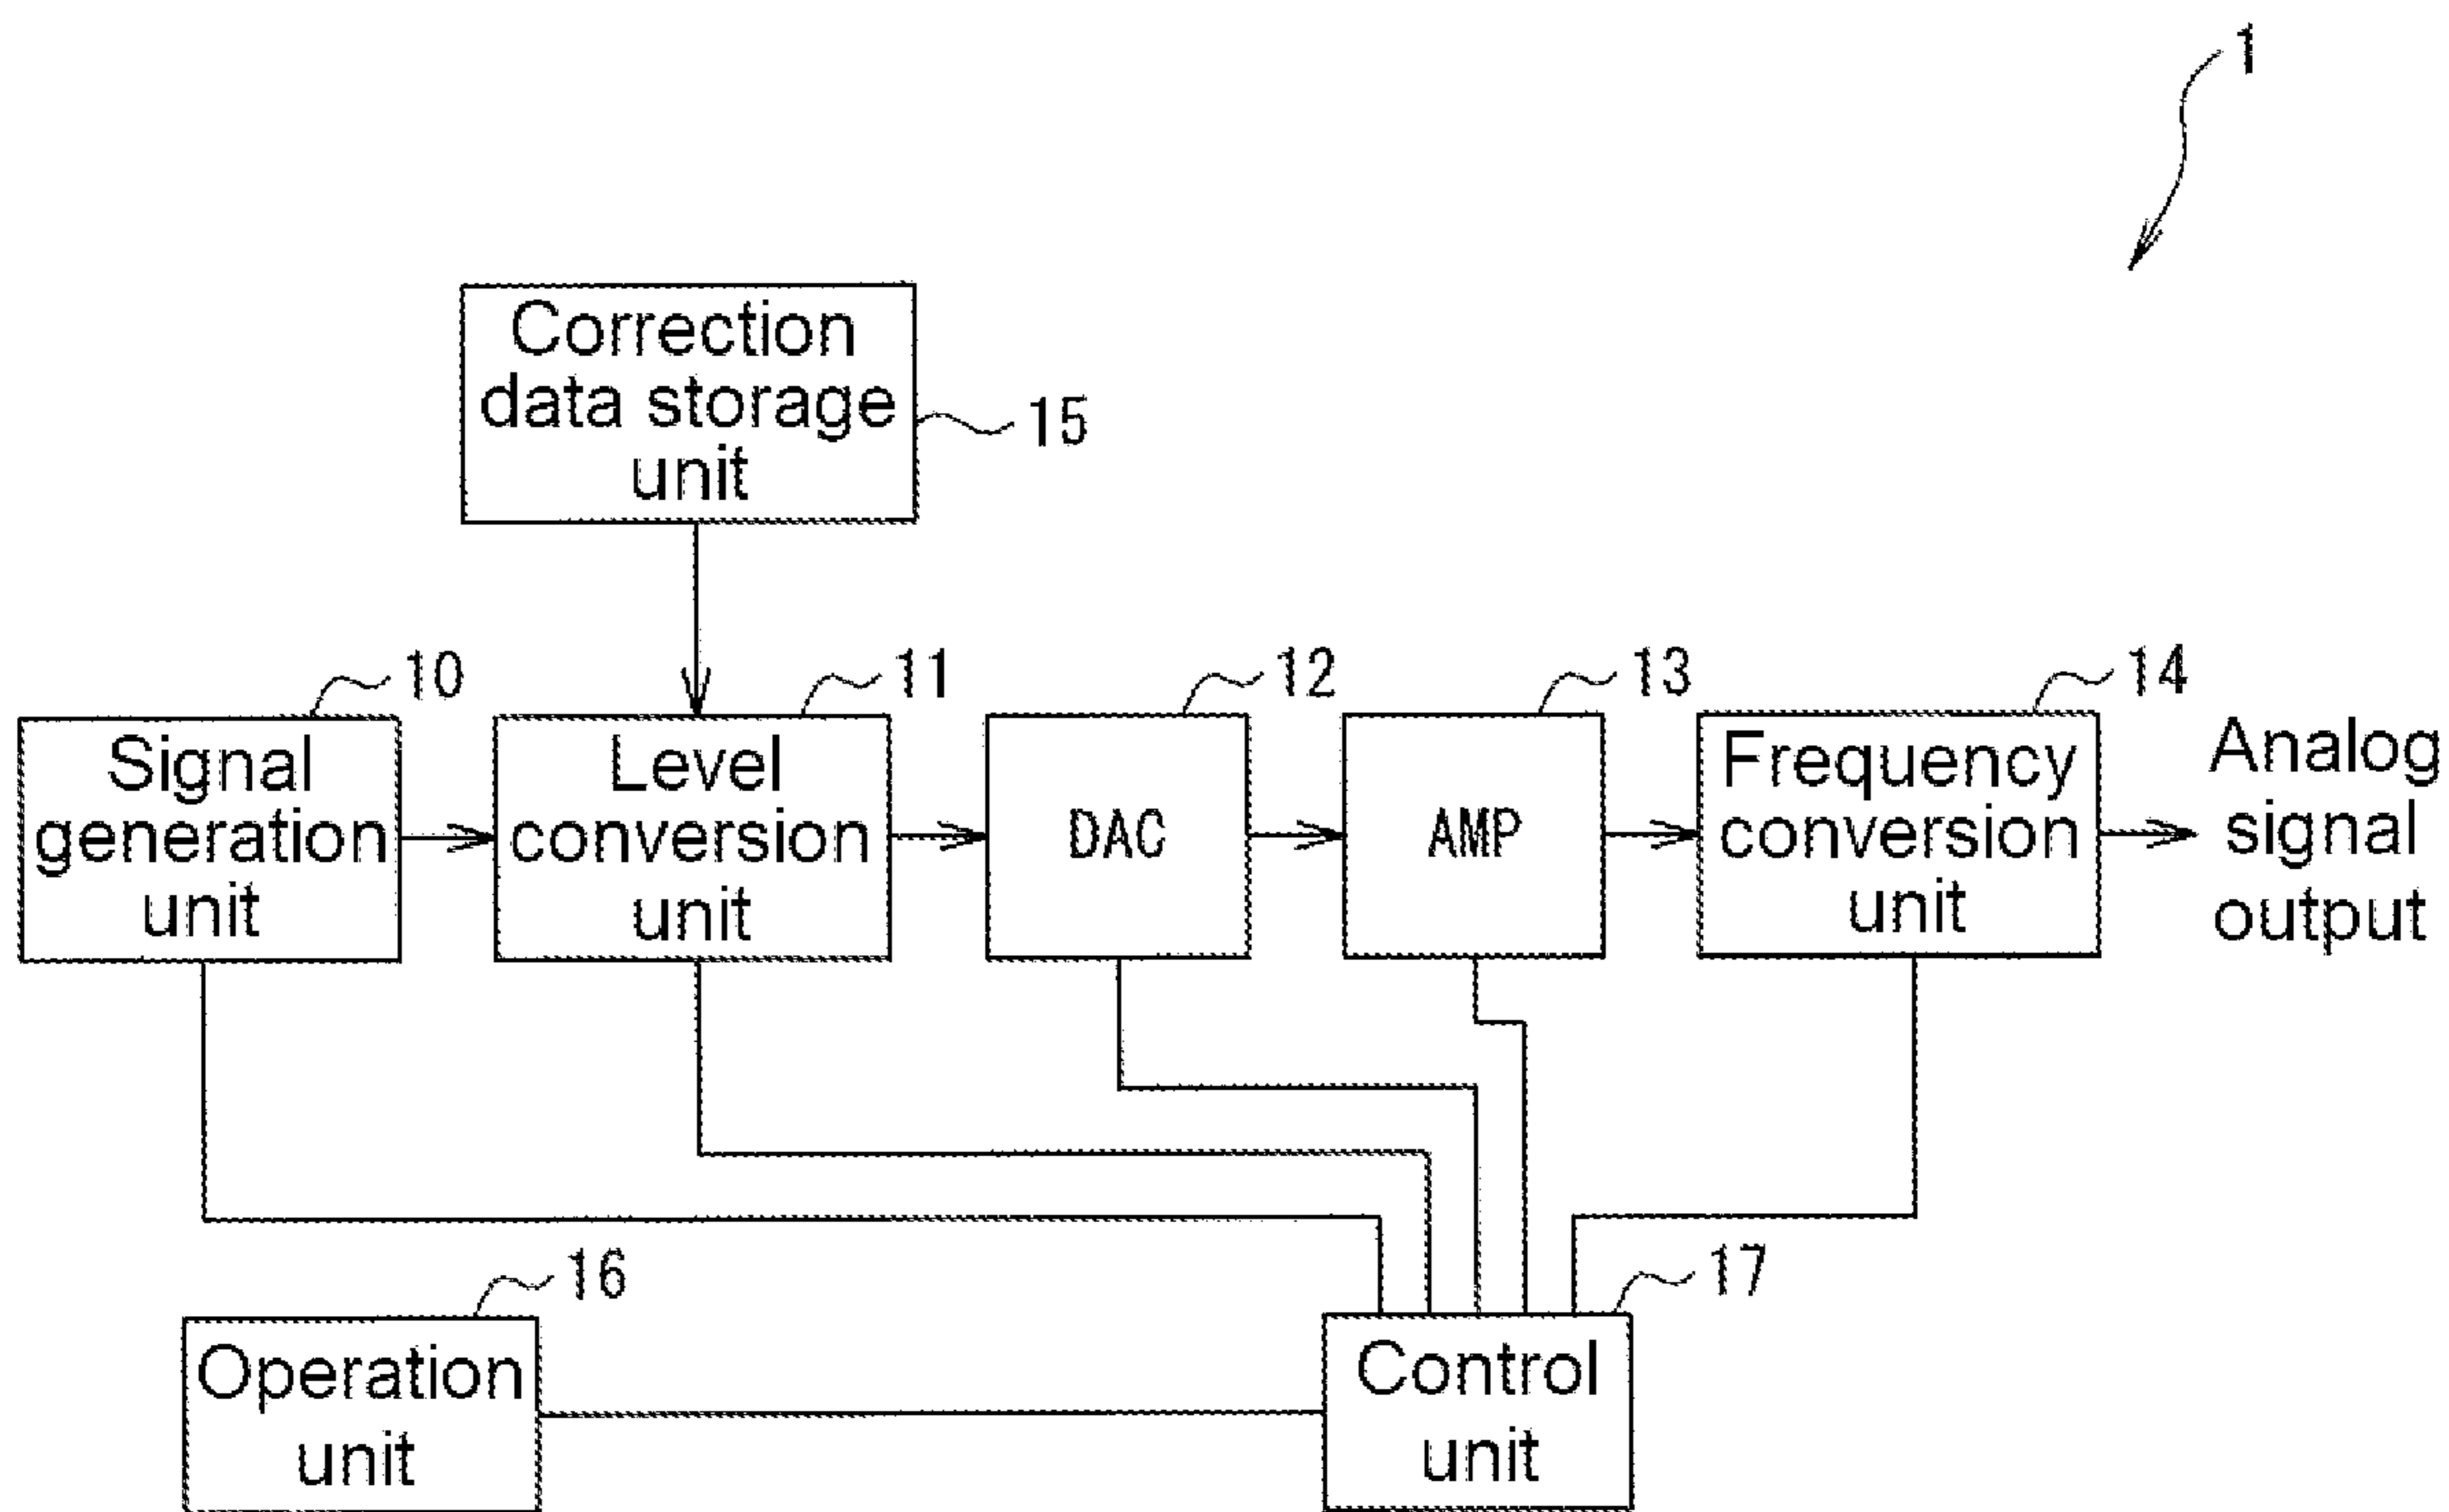 1
Correction
data storage
unit
15
10
11
12
13
14
Signal
generation
unit
Level
conversion
unit
DAC
AMP
Frequency
conversion
unit
Analog
signal
output
16
17
Operation
unit
Control
unit